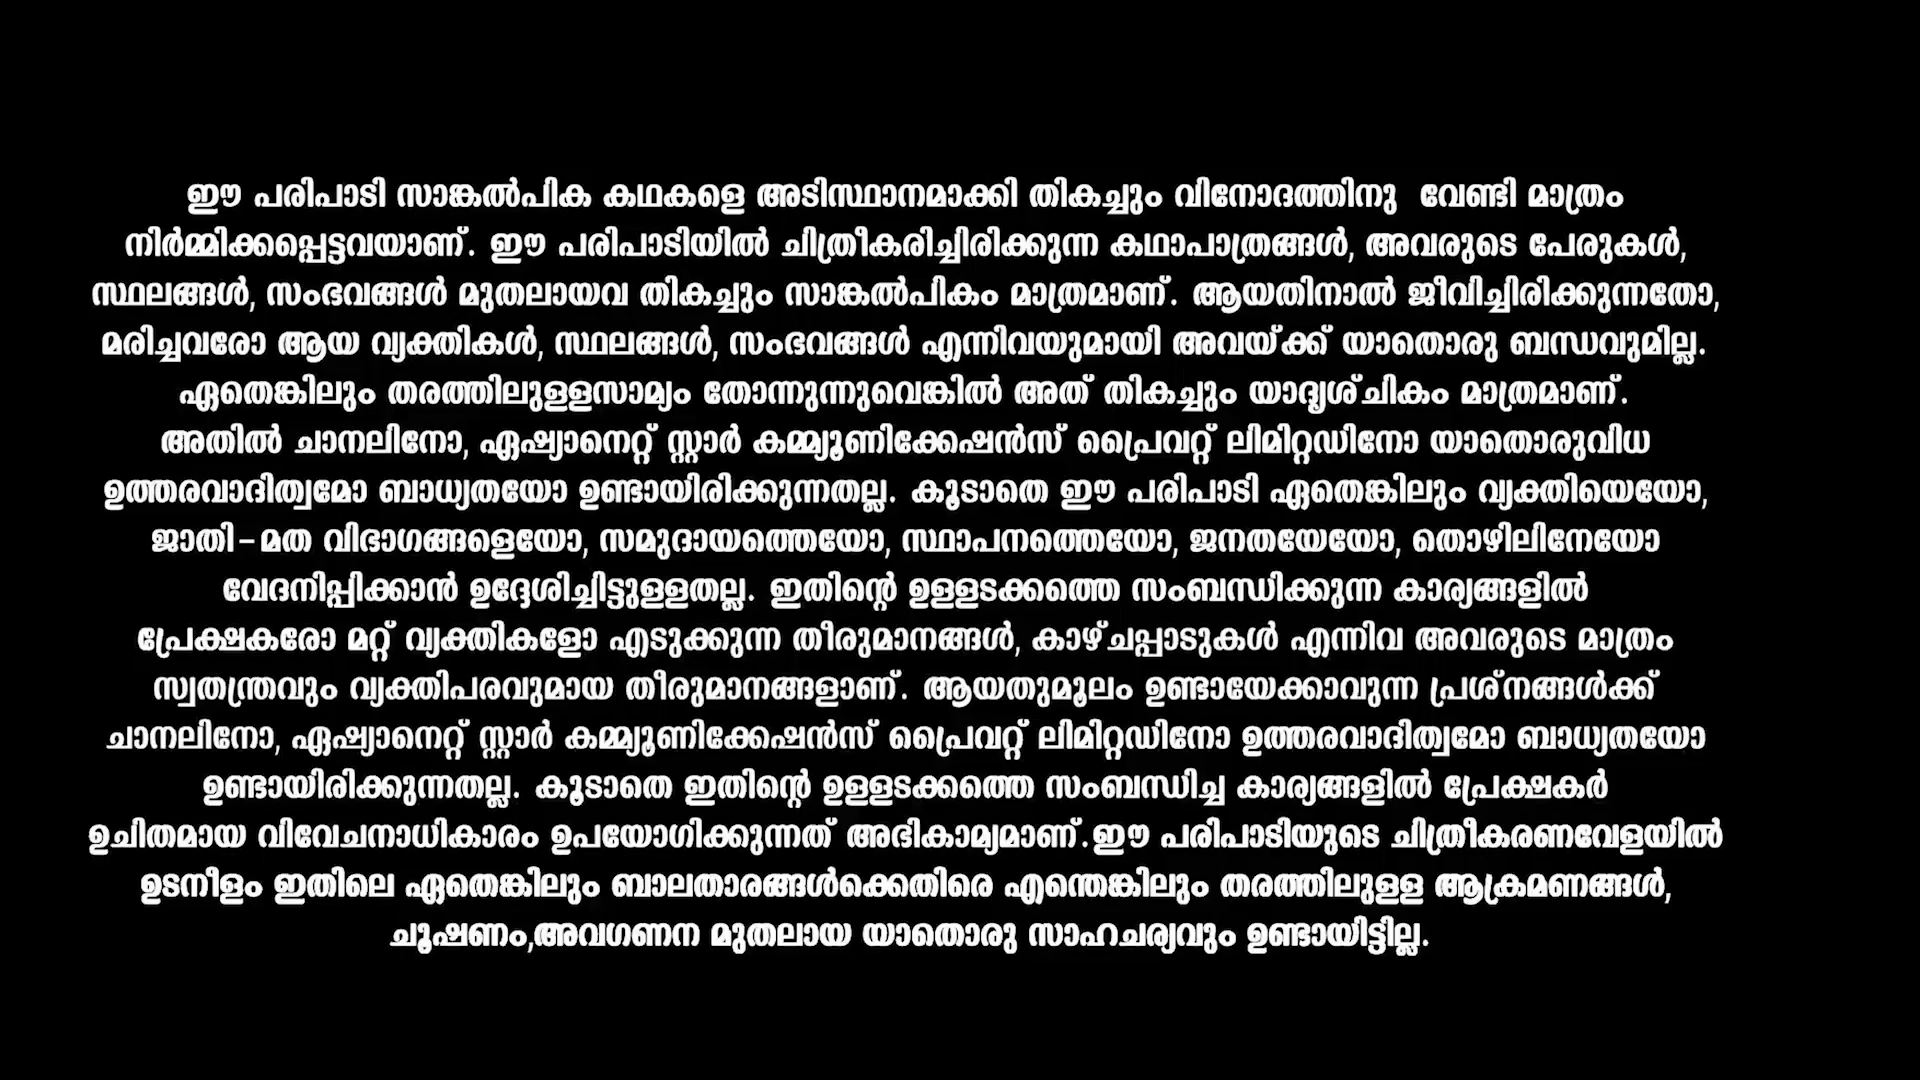 ഈ പരിപാടി സാങ്കൽപിക കഥകളെ അടിസ്ഥാനമാക്കി തികച്ചും വിനോദത്തിനു വേണ്ടി മാത്രം
നിർമ്മിക്കപ്പെട്ടവയാണ്. ഈ പരിപാടിയിൽ ചിത്രീകരിച്ചിരിക്കുന്ന കഥാപാത്രങ്ങൾ, അവരുടെ പേരുകൾ,
സ്ഥലങ്ങൾ, സംഭവങ്ങൾ മുതലായവ തികച്ചും സാങ്കൽപികം മാത്രമാണ്. ആയതിനാൽ ജീവിച്ചിരിക്കുന്നതോ,
മരിച്ചവരോ ആയ വ്യക്തികൾ, സ്ഥലങ്ങൾ, സംഭവങ്ങൾ എന്നിവയുമായി അവയ്ക്ക് യാതൊരു ബന്ധവുമില്ല.
ഏതെങ്കിലും തരത്തിലുളളസാമ്യം തോന്നുന്നുവെങ്കിൽ അത് തികച്ചും യാദൃശ്ചികം മാത്രമാണ്.
അതിൽ ചാനലിനോ, ഏഷ്യാനെറ്റ് സ്റ്റാർ കമ്മ്യൂണിക്കേഷൻസ് പ്രൈവറ്റ് ലിമിറ്റഡിനോ യാതൊരുവിധ
ഉത്തരവാദിത്വമോ ബാധ്യതയോ ഉണ്ടായിരിക്കുന്നതല്ല. കൂടാതെ ഈ പരിപാടി ഏതെങ്കിലും വ്യക്തിയെയോ,
ജാതി-മത വിഭാഗങ്ങളെയോ, സമുദായത്തെയോ, സ്ഥാപനത്തെയോ, ജനതയേയോ, തൊഴിലിനേയോ
വേദനിപ്പിക്കാൻ ഉദ്ദേശിച്ചിട്ടുളളതല്ല. ഇതിന്റെ ഉളളടക്കത്തെ സംബന്ധിക്കുന്ന കാര്യങ്ങളിൽ
പ്രേക്ഷകരോ മറ്റ് വ്യക്തികളോ എടുക്കുന്ന തീരുമാനങ്ങൾ, കാഴ്ചപ്പാടുകൾ എന്നിവ അവരുടെ മാത്രം
സ്വതന്ത്രവും വ്യക്തിപരവുമായ തീരുമാനങ്ങളാണ്. ആയതുമൂലം ഉണ്ടായേക്കാവുന്ന പ്രശ്നങ്ങൾക്ക്
ചാനലിനോ, ഏഷ്യാനെറ്റ് സ്റ്റാർ കമ്മ്യൂണിക്കേഷൻസ് പ്രൈവറ്റ് ലിമിറ്റഡിനോ ഉത്തരവാദിത്വമോ ബാധ്യതയോ
ഉണ്ടായിരിക്കുന്നതല്ല. കൂടാതെ ഇതിന്റെ ഉളളടക്കത്തെ സംബന്ധിച്ച കാര്യങ്ങളിൽ പ്രേക്ഷകർ
ഉചിതമായ വിവേചനാധികാരം ഉപയോഗിക്കുന്നത് അഭികാമ്യമാണ്.ഈ പരിപാടിയുടെ ചിത്രീകരണവേളയിൽ
ഉടനീളം ഇതിലെ ഏതെങ്കിലും ബാലതാരങ്ങൾക്കെതിരെ എന്തെങ്കിലും തരത്തിലുളള ആക്രമണങ്ങൾ,
ചൂഷണം,അവഗണന മുതലായ യാതൊരു സാഹചര്യവും ഉണ്ടായിട്ടില്ല.